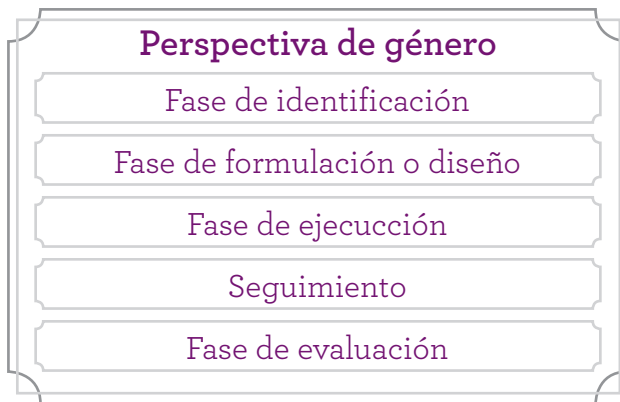 Perspectiva de género
Fase de identificación
Fase de formulación o diseño
Fase de ejecucción
Seguimiento
Fase de evaluación